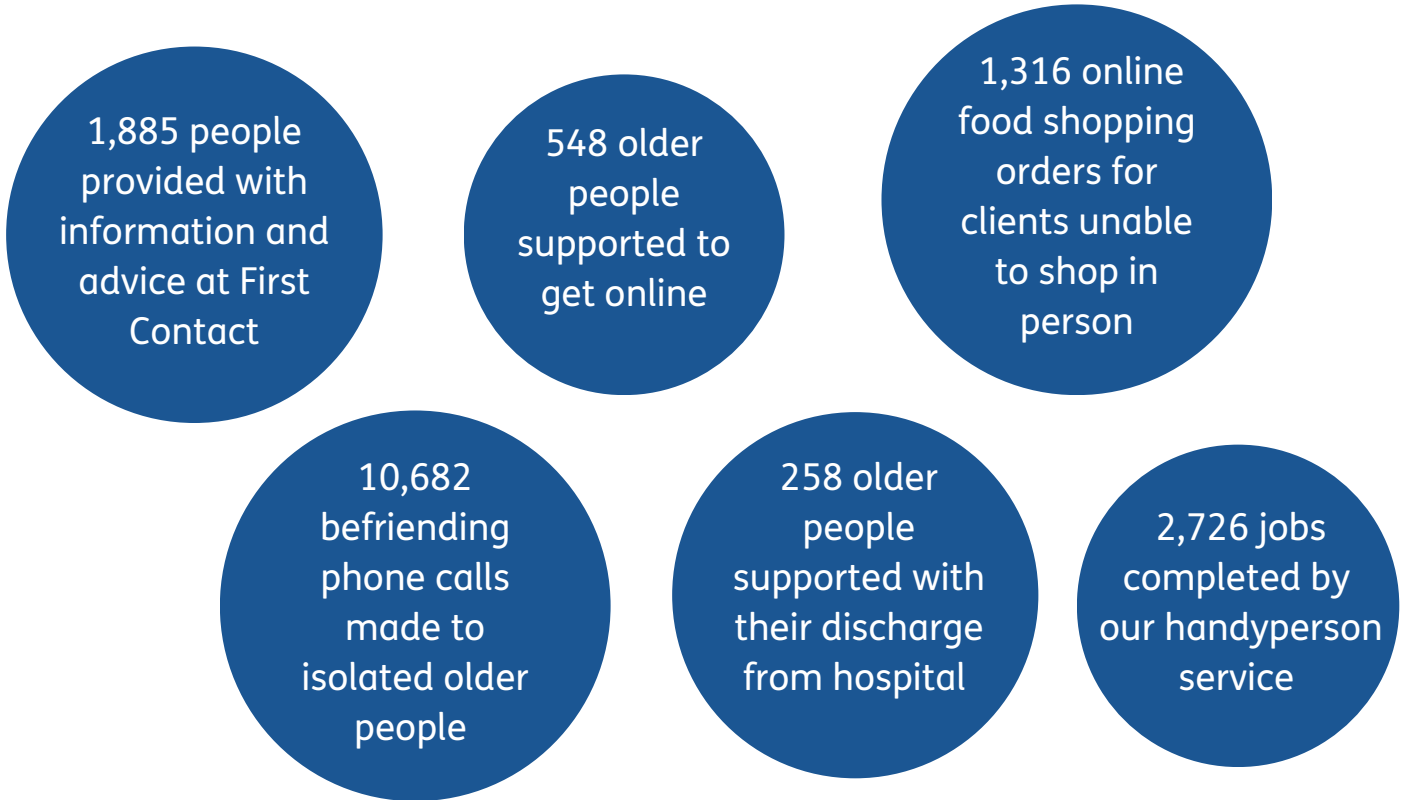 1,885 people
provided with
information and
advice at First
Contact
548 older
people
supported to
get online
1,316 online
food shopping
orders for
clients unable
to shop in
person
10,682
befriending
phone calls
made to
isolated older
people
258 older
people
supported with
their discharge
from hospital
2,726 jobs
completed by
our handyperson
service